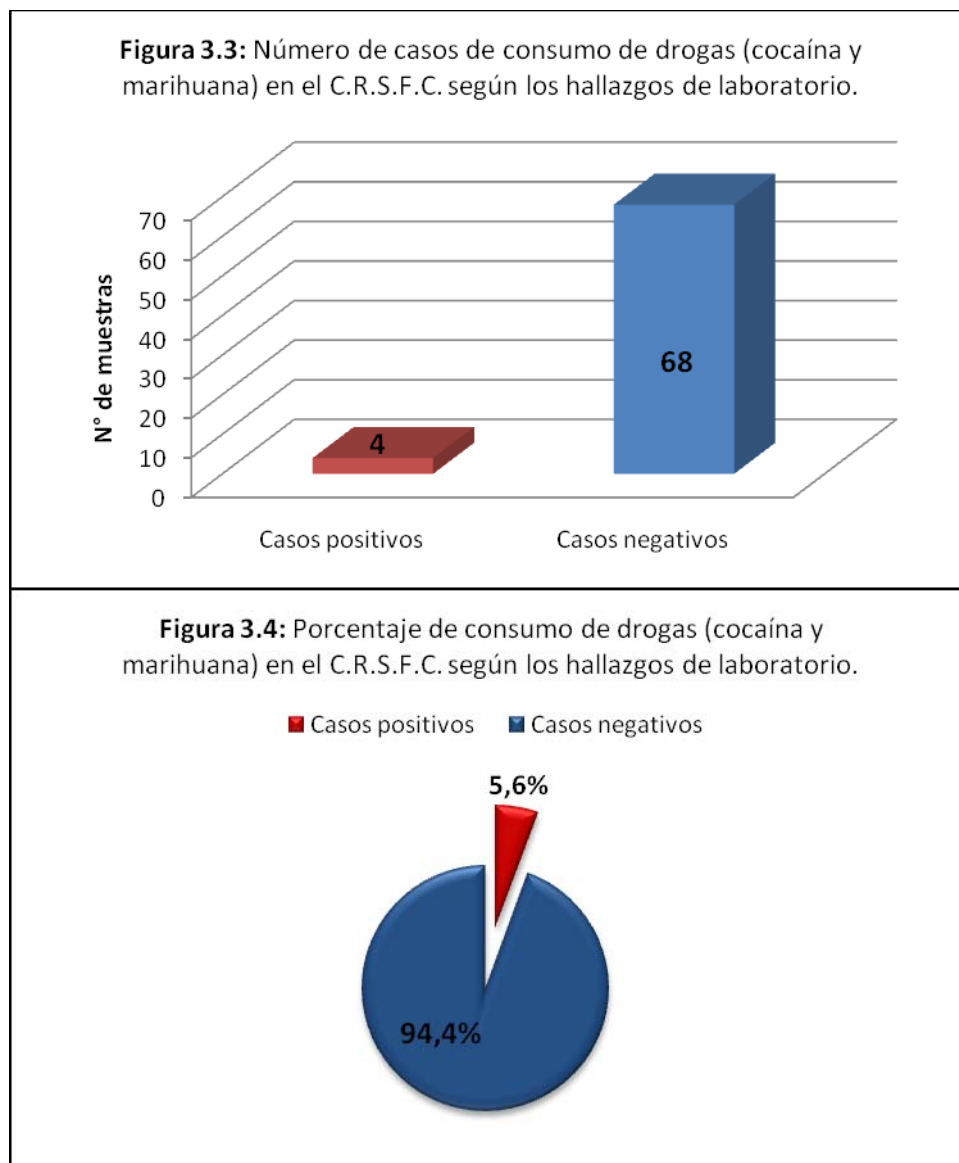 Figura 3.3: Número de casos de consumo de drogas (cocaína y
marihuana) en el C.R.S.F.C. según los hallazgos de laboratorio.
N° de muestras
70
60
50
40
30
20
10
0
4
68
Casos positivos
Casos negativos
Figura 3.4: Porcentaje de consumo de drogas (cocaína y
marihuana) en el C.R.S.F.C. según los hallazgos de laboratorio.
Casos positivos
Casos negativos
5,6%
94,4%